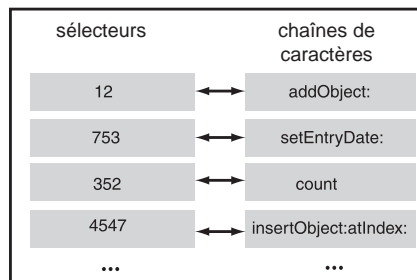 sélecteurs
chaînes de
caractères
12
addObject:
753
setEntryDate:
352
count
4547
insertObject:atIndex:
...
...